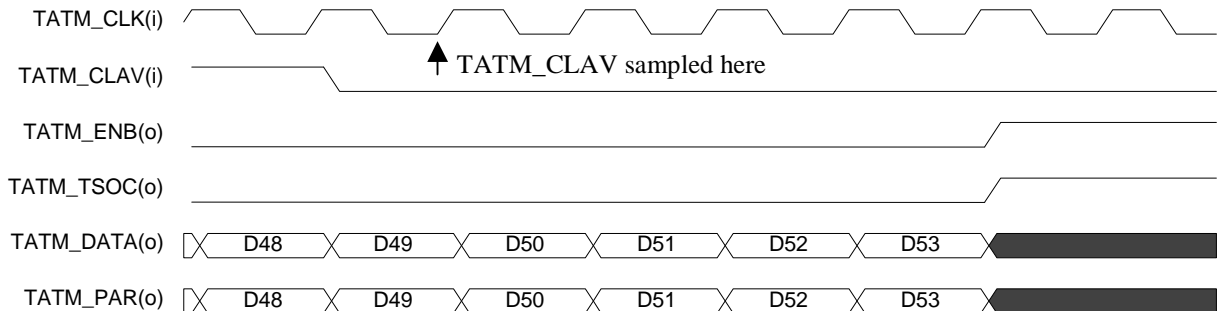 TATM_CLK(i)
TATM_CLAV sampled here
TATM_CLAV(i)
TATM_ENB(o)
TATM_TSOC(o)
TATM_DATA(o) D48 D49 D50 D51 D52 D53
TATM_PAR(o) D48 D49 D50 D51 D52 D53